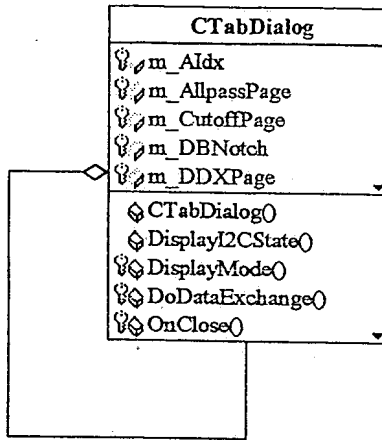 CTabDialog
m_AIdx
m_AllpassPage
m_CutoffPage
m_DBNotch
m_DDXPage
CTabDialog()
DisplayI2CState()
DisplayMode()
DoDataExchange()
OnClose()